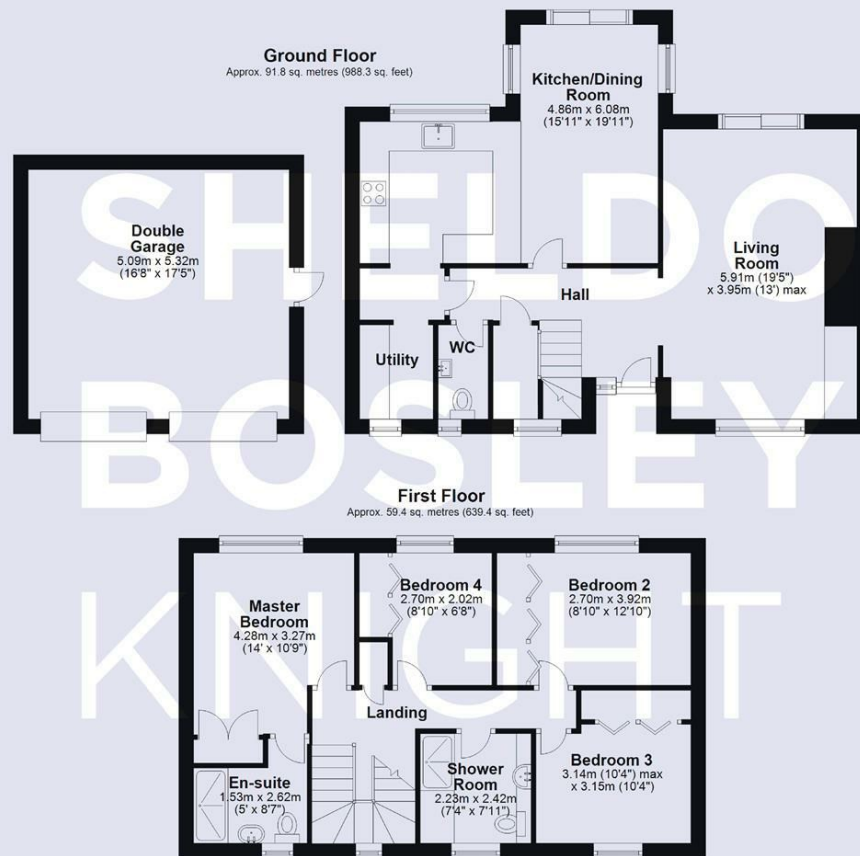 Ground Floor
Approx. 91.8 sq. metres (988.3 sq. feet)
Kitchen/Dining
Room
4.86m x 6.08m
(15'11" x 19'11")
Double
Garage
5.09m x 5.32m
(16'8" x 17'5")
Living
Room
5.91m (19'5")
x 3.95m (13') max
Hall
Utility
WC
First Floor
Approx. 59.4 sq. metres (639.4 sq. feet)
Master
Bedroom
4.28m x 3.27m
(14' x 10'9")
Bedroom 4
2.70m x 2.02m
(8'10" x 6'8")
Bedroom 2
2.70m x 3.92m
(8'10" x 12'10")
Landing
En-suite
1.53m x 2.62m
(5' x 8'7")
Shower
Room
2.23m x 2.42m
(7'4" x 7'11")
Bedroom 3
3.14m (10'4") max
x 3.15m (10'4")
SHELDO
BOSLEY
KNIGHT